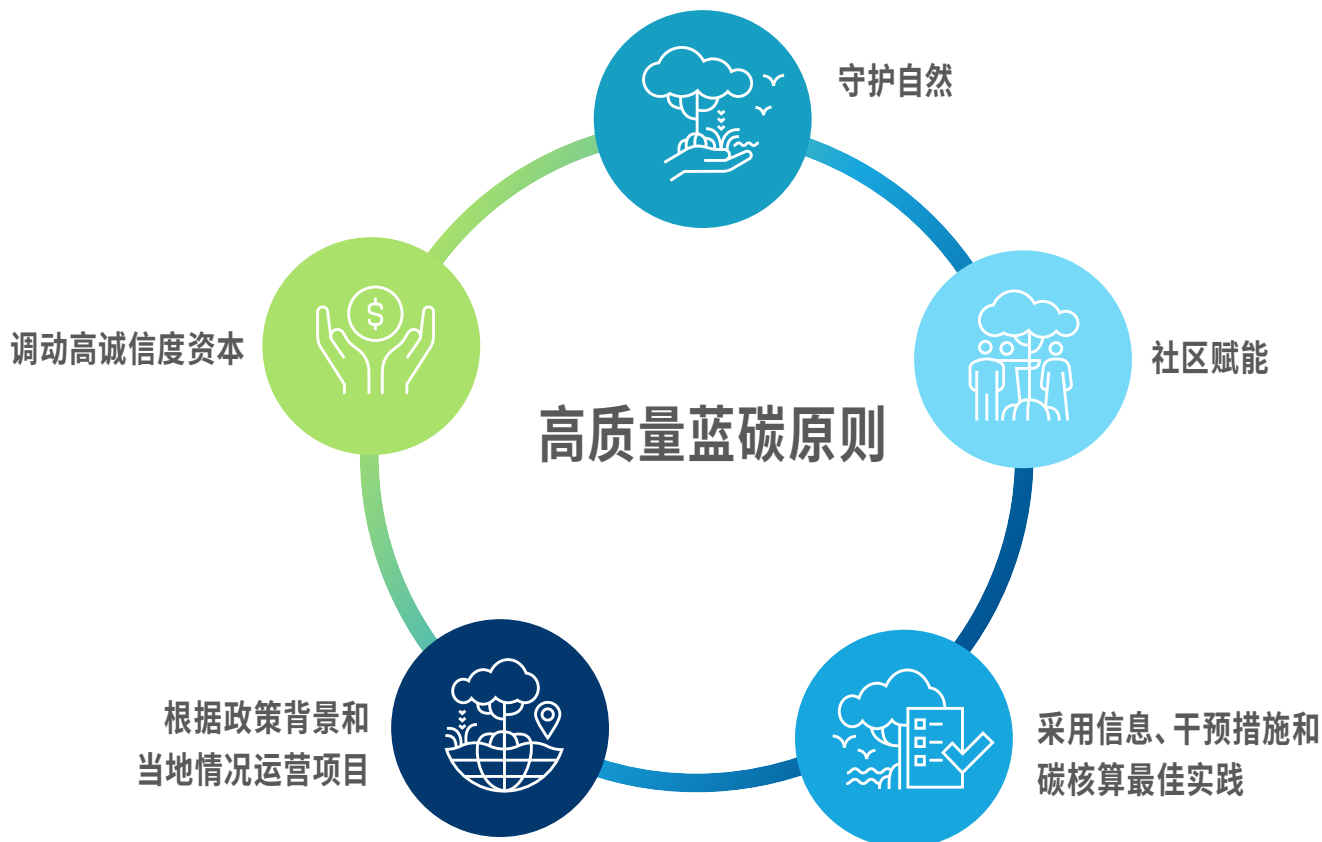 守护自然
调动高诚信度资本
社区赋能
高质量蓝碳原则
根据政策背景和
当地情况运营项目
采用信息、干预措施和
碳核算最佳实践